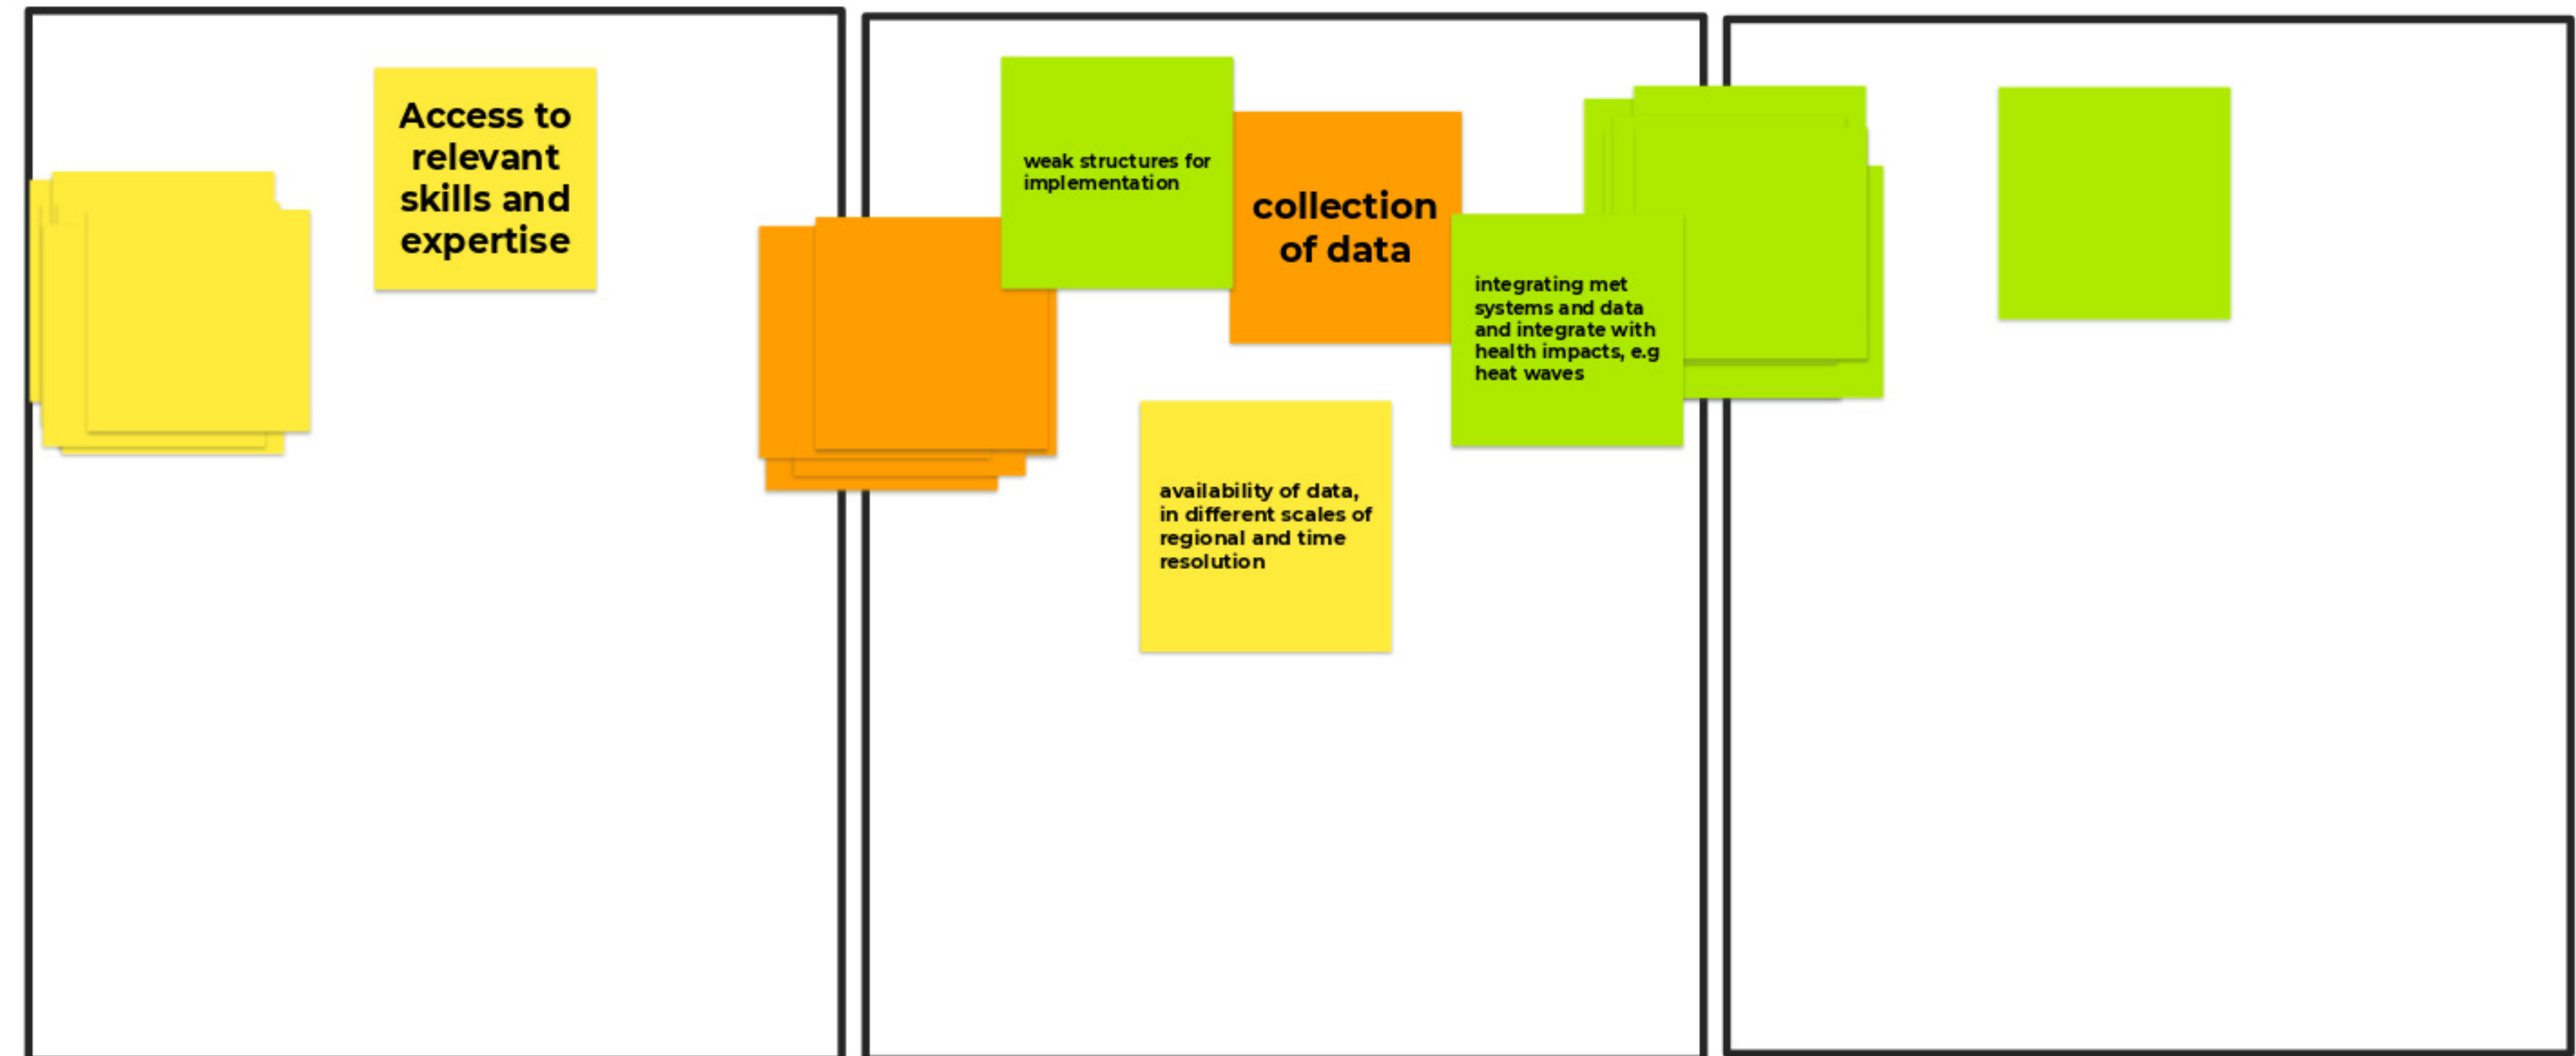 Access to
relevant
skills and
expertise
weak structures for
implementation
collection
of data
integrating met
systems and data
and integrate with
health impacts, e.g
heat waves
availability of data,
in different scales of
regional and time
resolution